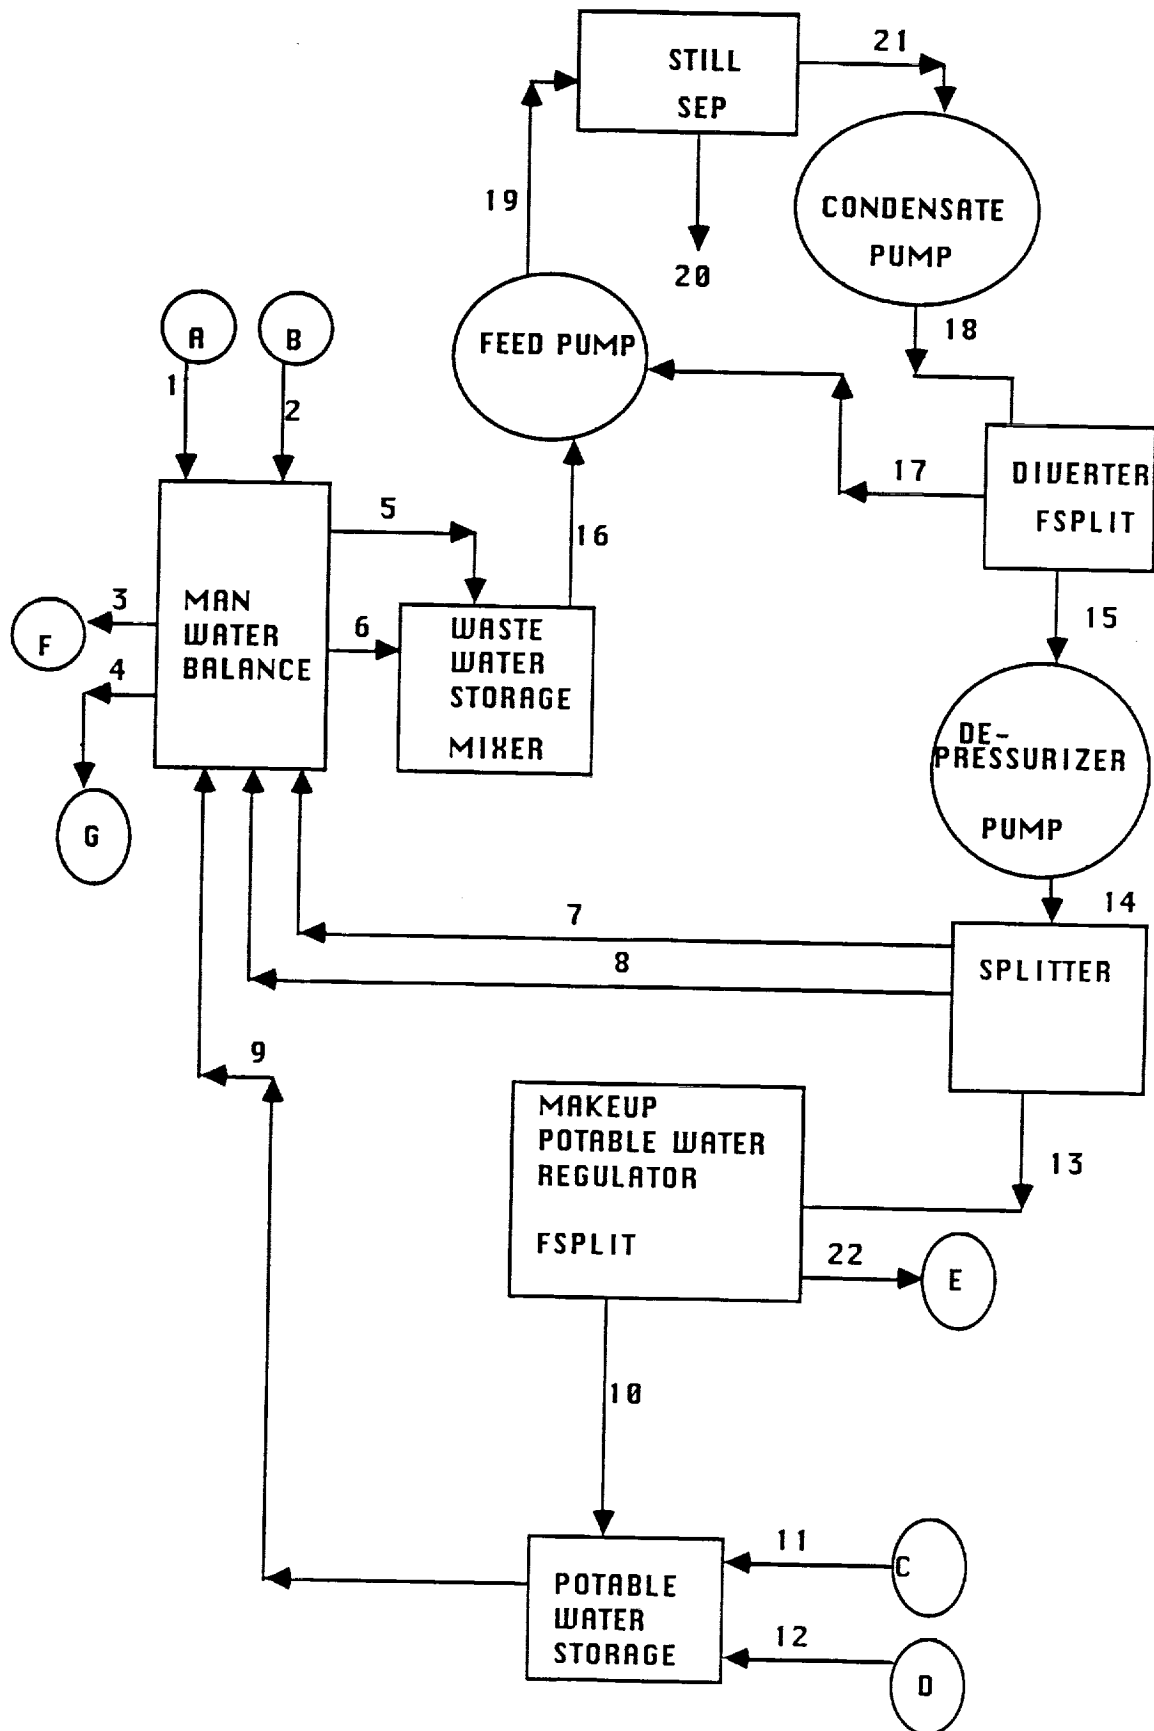 21
STILL
SEP
19
CONDENSATE
PUMP
20
18
A
B
FEED PUMP
1
2
17
DIVERTER
FSPLIT
5
16
3
MAN
WATER
BALANCE
6
WASTE
WATER
STORAGE
MIXER
15
F
4
DE-
PRESSURIZER
PUMP
G
14
7
8
SPLITTER
9
MAKEUP
POTABLE WATER
REGULATOR
FSPLIT
13
22
E
10
11
C
POTABLE
WATER
STORAGE
12
D